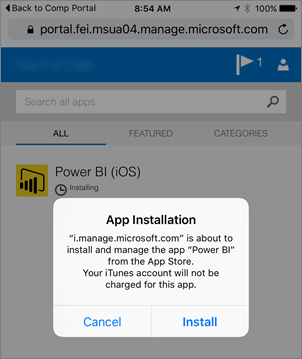 Back to Comp Portal 8:54 AM 100%
portal.fei.msua04.manage.microsoft.com
1
Search all apps
ALL FEATURED CATEGORIES
Power BI (iOS)
Installing
App Installation
“i.manage.microsoft.com” is about to
install and manage the app “Power BI”
from the App Store.
Your iTunes account will not be
charged for this app.
Cancel Install